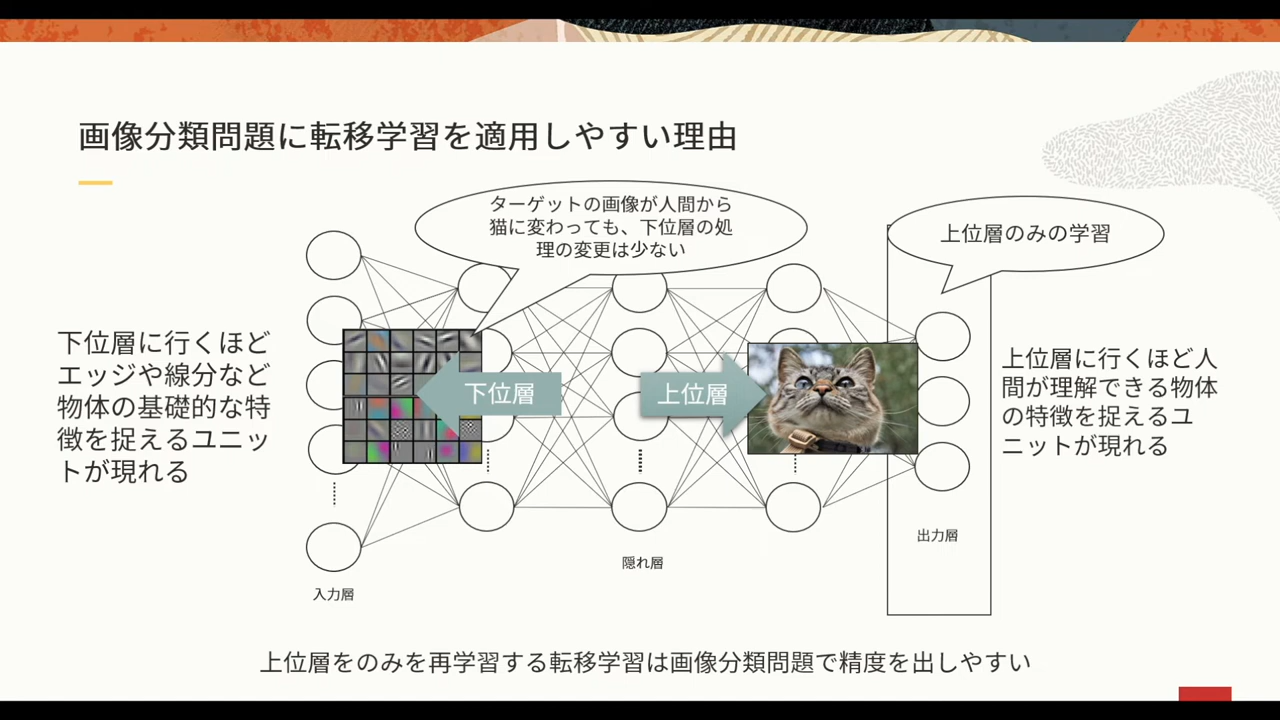 画像分類問題に転移学習を適用しやすい理由
ターゲットの画像が人間から
猫に変わっても、下位層の処
理の変更は少ない
上位層のみの学習
下位層に行くほど
エッジや線分など
物体の基礎的な特
徴を捉えるユニッ
トが現れる
下位層
上位層
上位層に行くほど人
間が理解できる物体
の特徴を捉えるユ
ニットが現れる
出力層
隠れ層
入力層
上位層をのみを再学習する転移学習は画像分類問題で精度を出しやすい